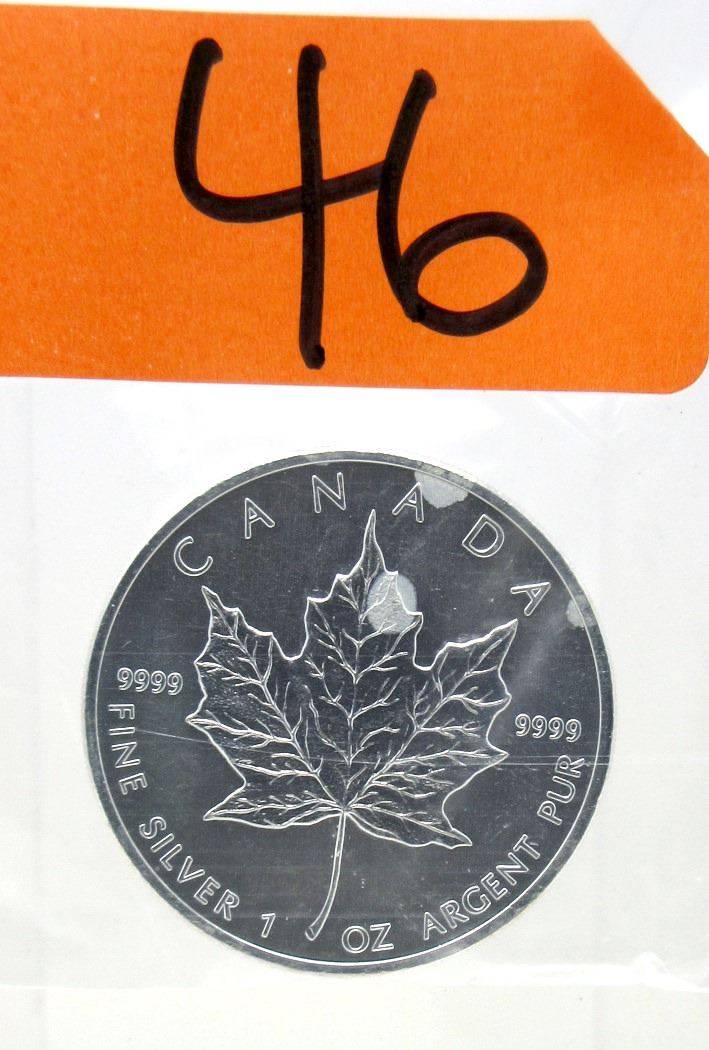 46
CANADA
9999
9999
FINE SILVER 1 OZ ARGENT PUR